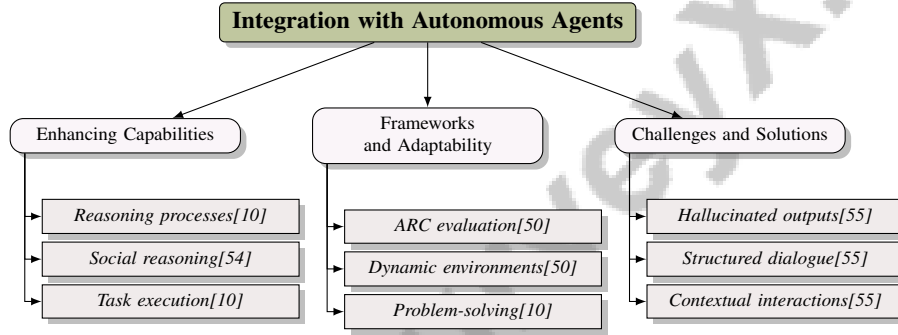 Integration with Autonomous Agents
Enhancing Capabilities
Reasoning processes[10]
Social reasoning[54]
Task execution[10]
Frameworks
and Adaptability
ARC evaluation[50]
Dynamic environments[50]
Problem-solving[10]
Challenges and Solutions
Hallucinated outputs[55]
Structured dialogue[55]
Contextual interactions[55]